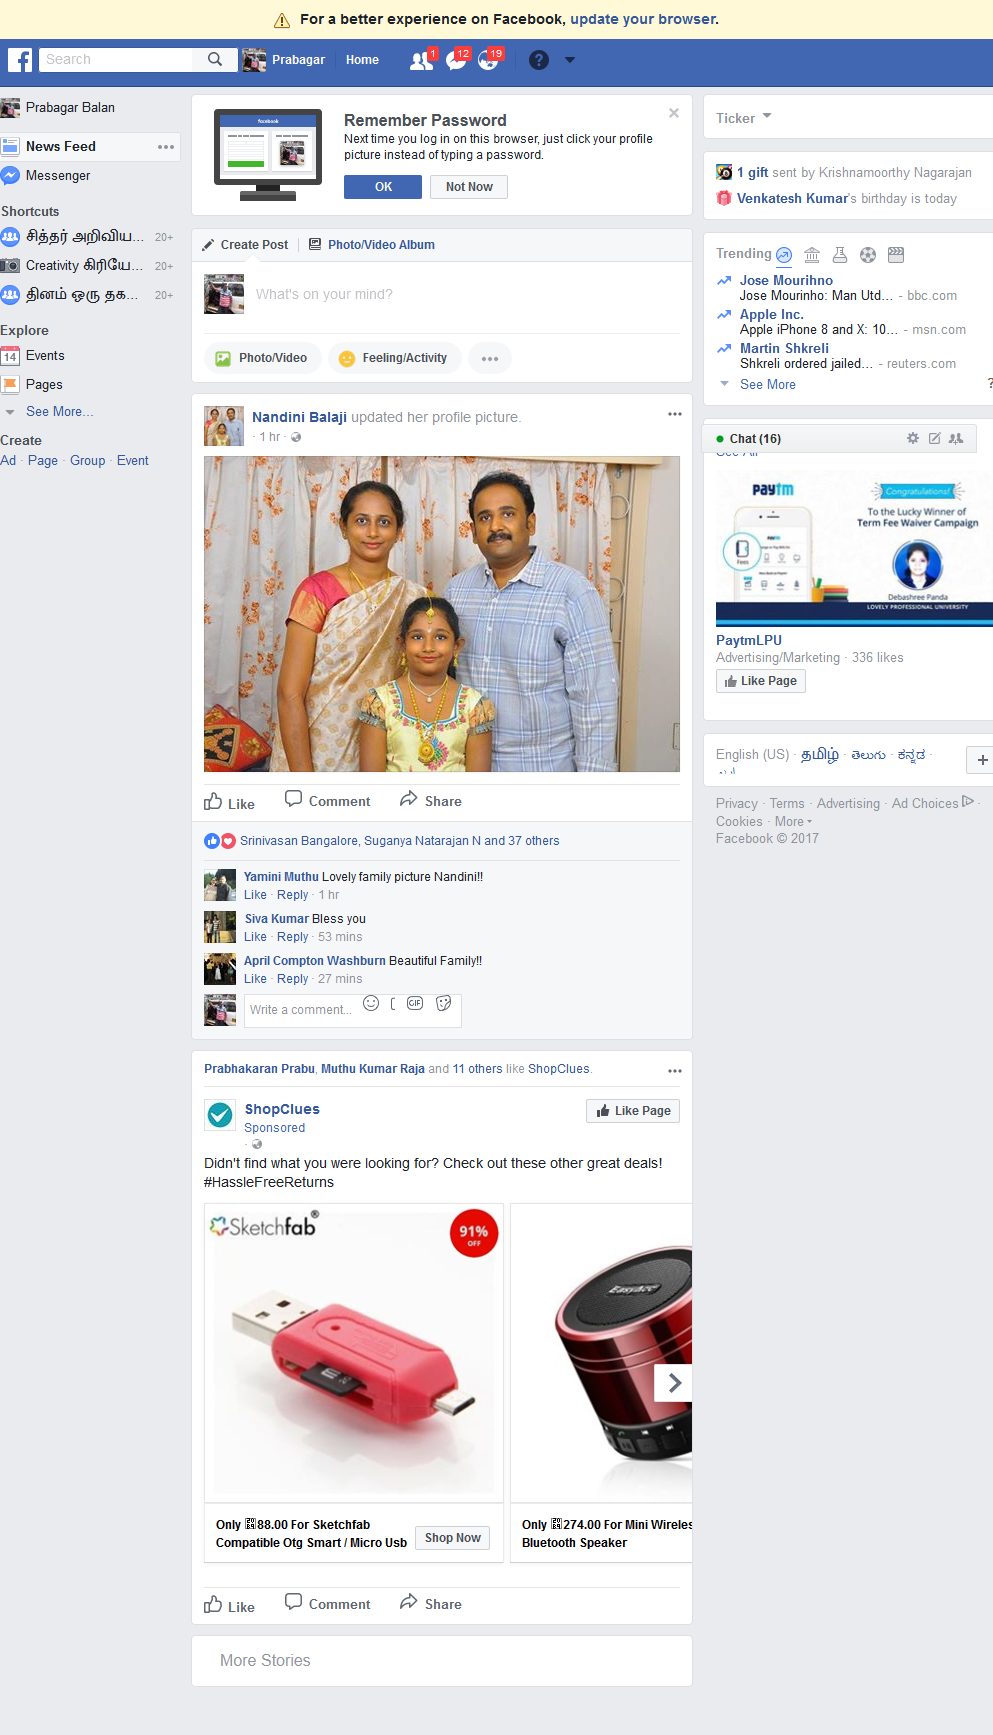 For a better experience on Facebook, update your browser.
Search
Prabagar
Home
1
12
19
?
Prabagar Balan
News Feed
Messenger
Shortcuts
சித்தர் அறிவிய... 20+
Creativity கிரியே... 20+
தினம் ஒரு தக... 20+
Explore
14 Events
Pages
See More...
Create
Ad · Page · Group · Event
facebook
Remember Password
Next time you log in on this browser, just click your profile
picture instead of typing a password.
OK
Not Now
Create Post
Photo/Video Album
What's on your mind?
Photo/Video
Feeling/Activity
Nandini Balaji updated her profile picture.
· 1 hr ·
Like
Comment
Share
Srinivasan Bangalore, Suganya Natarajan N and 37 others
Yamini Muthu Lovely family picture Nandini!!
Like · Reply · 1 hr
Siva Kumar Bless you
Like · Reply · 53 mins
April Compton Washburn Beautiful Family!!
Like · Reply · 27 mins
Write a comment...
GIF
Prabhakaran Prabu, Muthu Kumar Raja and 11 others like ShopClues.
ShopClues
Sponsored
Like Page
Didn't find what you were looking for? Check out these other great deals!
#HassleFreeReturns
Sketchfab®
91%
OFF
EasyAcc
Only 88.00 For Sketchfab
Compatible Otg Smart / Micro Usb
Shop Now
Only 274.00 For Mini Wireles
Bluetooth Speaker
Like
Comment
Share
More Stories
Ticker
1 gift sent by Krishnamoorthy Nagarajan
Venkatesh Kumar's birthday is today
Trending
Jose Mourihno
Jose Mourinho: Man Utd... - bbc.com
Apple Inc.
Apple iPhone 8 and X: 10... - msn.com
Martin Shkreli
Shkreli ordered jailed... - reuters.com
See More
?
Chat (16)
See All
paytm
Congratulations!
To the Lucky Winner of
Term Fee Waiver Campaign
Fees
Debashree Panda
LOVELY PROFESSIONAL UNIVERSITY
PaytmLPU
Advertising/Marketing · 336 likes
Like Page
English (US) · தமிழ் · తెలుగు · ಕನ್ನಡ ·
+
Privacy · Terms · Advertising · Ad Choices ·
Cookies · More
Facebook © 2017